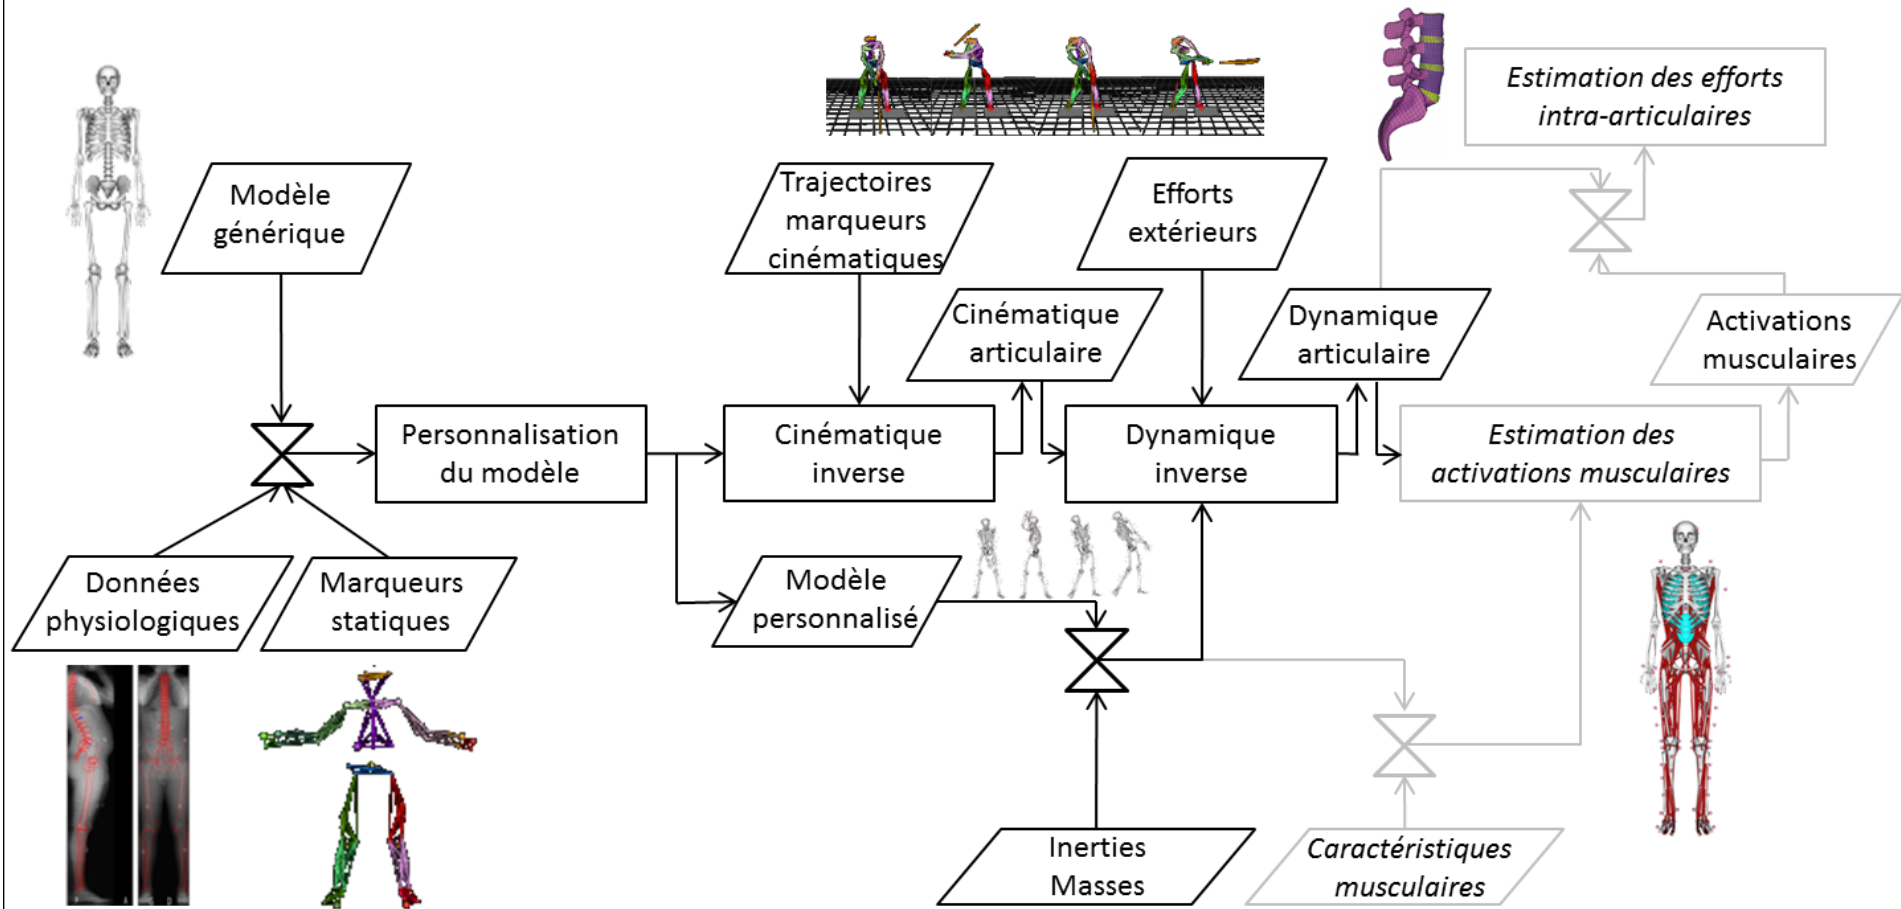 Estimation des efforts
intra-articulaires
Modèle
générique
Trajectoires
marqueurs
cinématiques
Efforts
extérieurs
Cinématique
articulaire
Dynamique
articulaire
Activations
musculaires
Personnalisation
du modèle
Cinématique
inverse
Dynamique
inverse
Estimation des
activations musculaires
Données
physiologiques
Marqueurs
statiques
Modèle
personnalisé
Inerties
Masses
Caractéristiques
musculaires